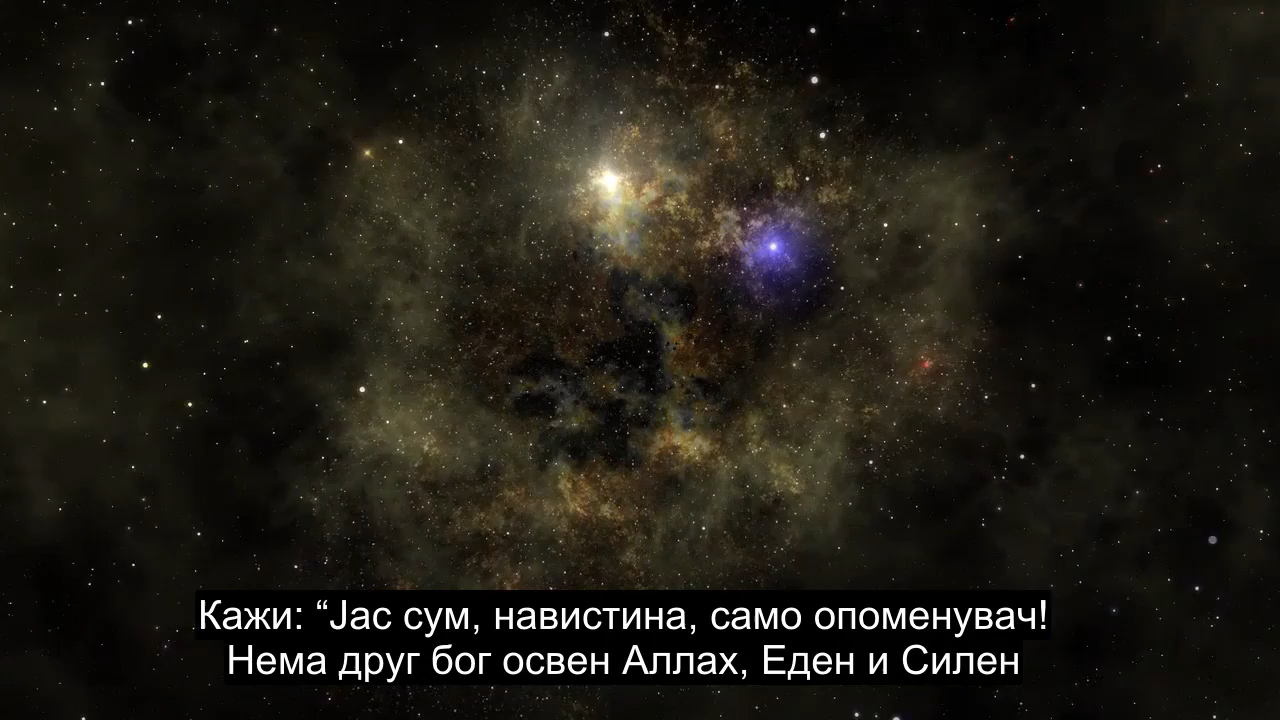 Кажи: “Јас сум, навистина, само опоменувач!
Нема друг бог освен Аллах, Еден и Силен